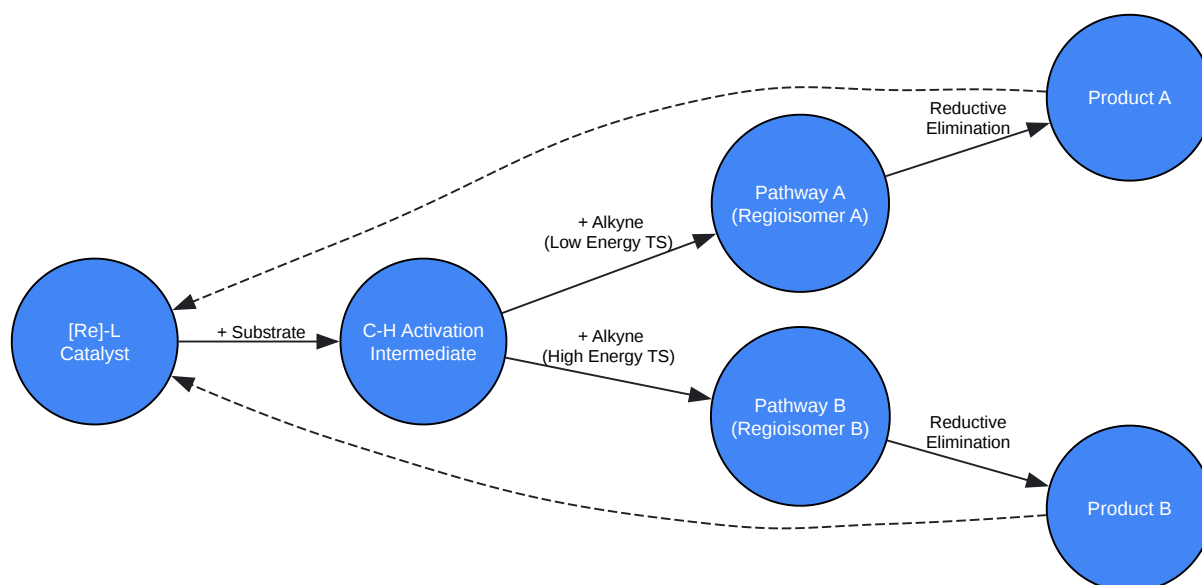 [Re]-L
Catalyst
+ Substrate
C-H Activation
Intermediate
+ Alkyne
(Low Energy TS)
Pathway A
(Regioisomer A)
Reductive
Elimination
Product A
+ Alkyne
(High Energy TS)
Pathway B
(Regioisomer B)
Reductive
Elimination
Product B